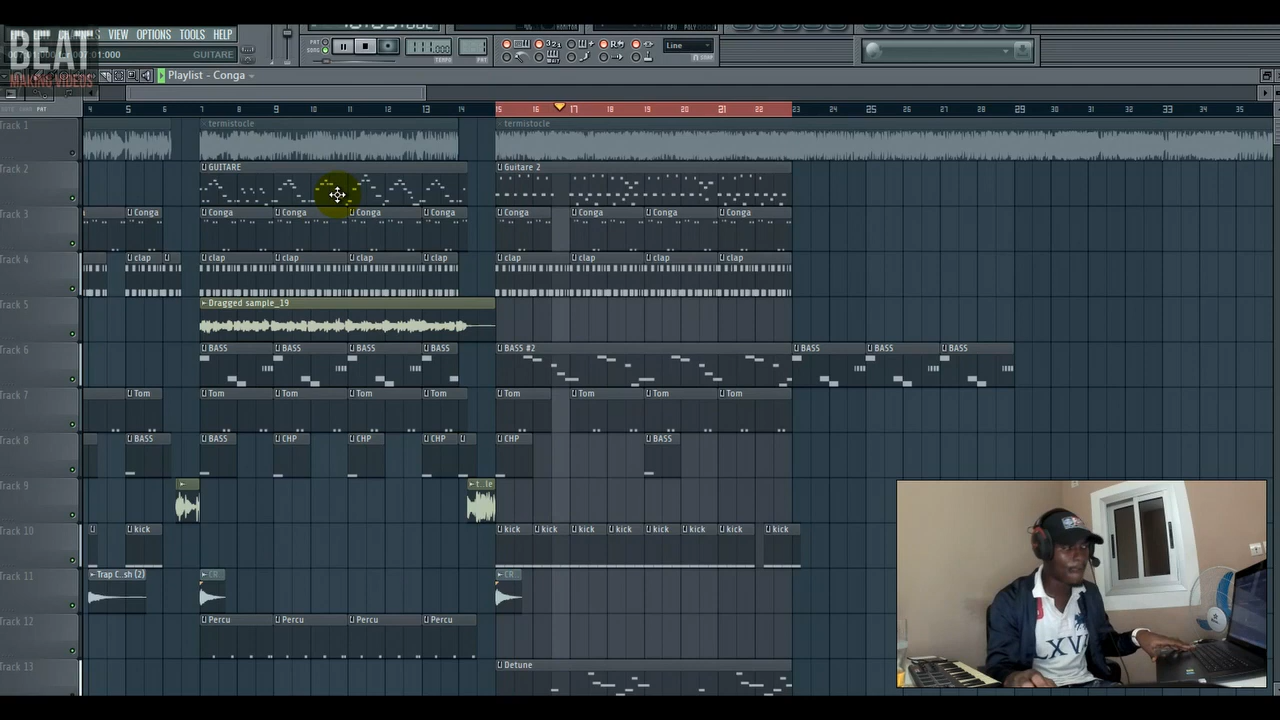 BEAT
MAKING VIDEOS
VIEW OPTIONS TOOLS HELP
GUITARE
111.000
Line
Playlist - Conga
4 5 6 7 8 9 10 11 12 13 14 15 16 17 18 19 20 21 22 23 24 25 26 27 28 29 30 31 32 33 34 35
Track 1
termistocle termistocle
Track 2
GUITARE Guitare 2
Track 3
Conga Conga Conga Conga Conga Conga Conga Conga Conga
Track 4
clap clap clap clap clap clap clap clap clap
Track 5
Dragged sample_19
Track 6
BASS BASS BASS BASS BASS #2 BASS BASS BASS
Track 7
Tom Tom Tom Tom Tom Tom Tom Tom Tom
Track 8
BASS BASS CHP CHP CHP CHP BASS
Track 9
t...le
Track 10
kick kick kick kick kick kick kick kick kick
Track 11
Trap C...sh (2) CR... CR...
Track 12
Percu Percu Percu Percu
Track 13
Detune
LXVI